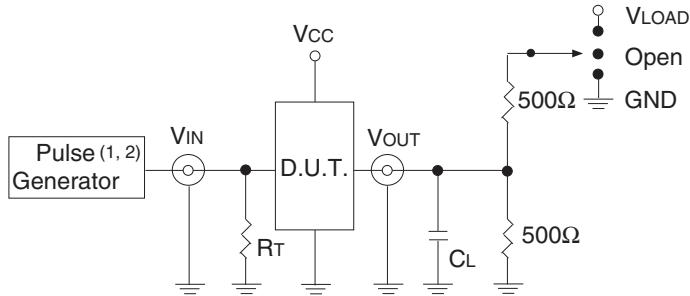 VLOAD
VCC
Open
500Ω
GND
VIN
VOUT
Pulse (1, 2)
Generator
D.U.T.
RT
CL
500Ω